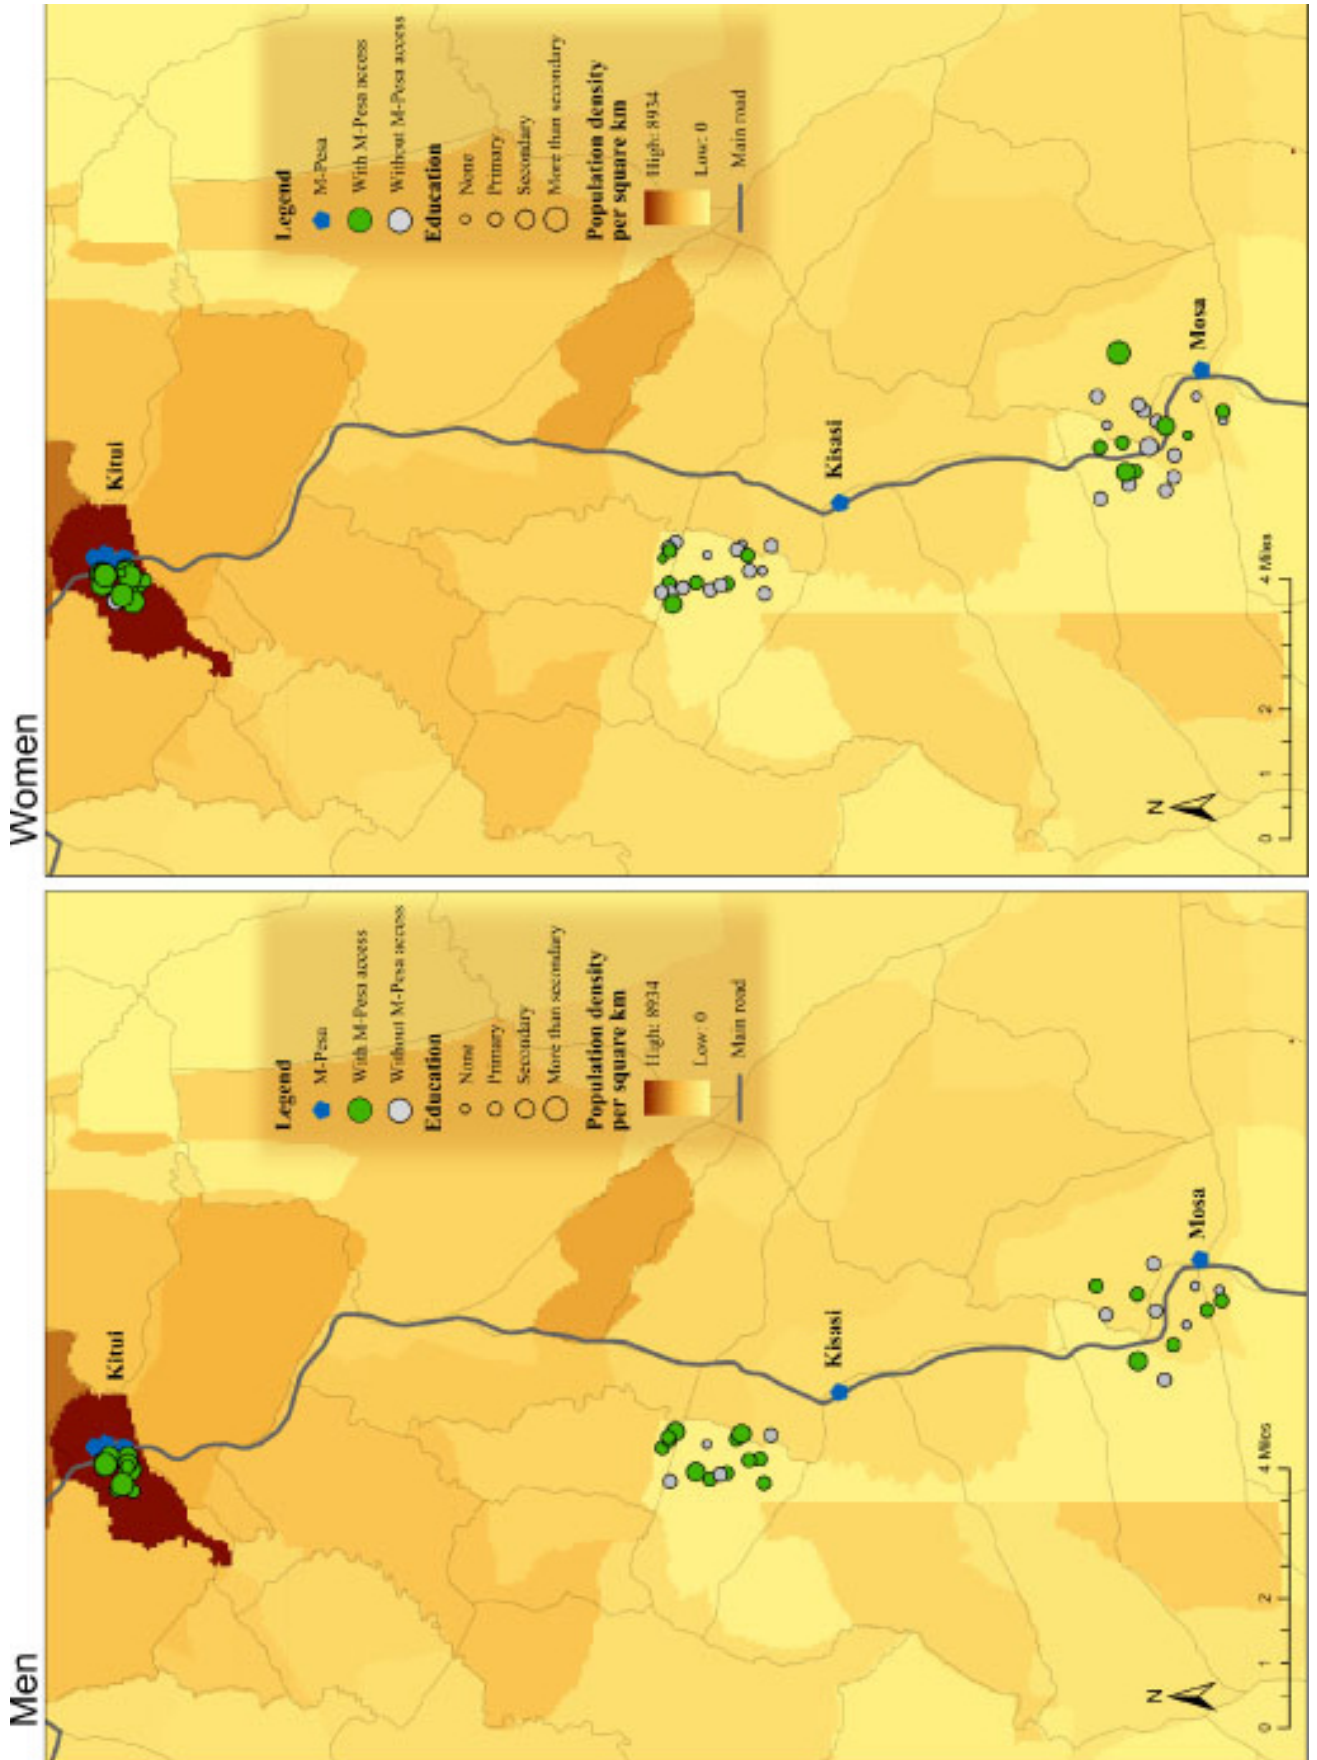 Men
Kitui
Kisasi
Mosa
Legend
M-Pesa
With M-Pesa access
Without M-Pesa access
Education
None
Primary
Secondary
More than secondary
Population density
per square km
High: 8934
Low: 0
Main road
N
0 1 2 4 Miles
Women
Kitui
Kisasi
Mosa
Legend
M-Pesa
With M-Pesa access
Without M-Pesa access
Education
None
Primary
Secondary
More than secondary
Population density
per square km
High: 8934
Low: 0
Main road
N
0 1 2 4 Miles